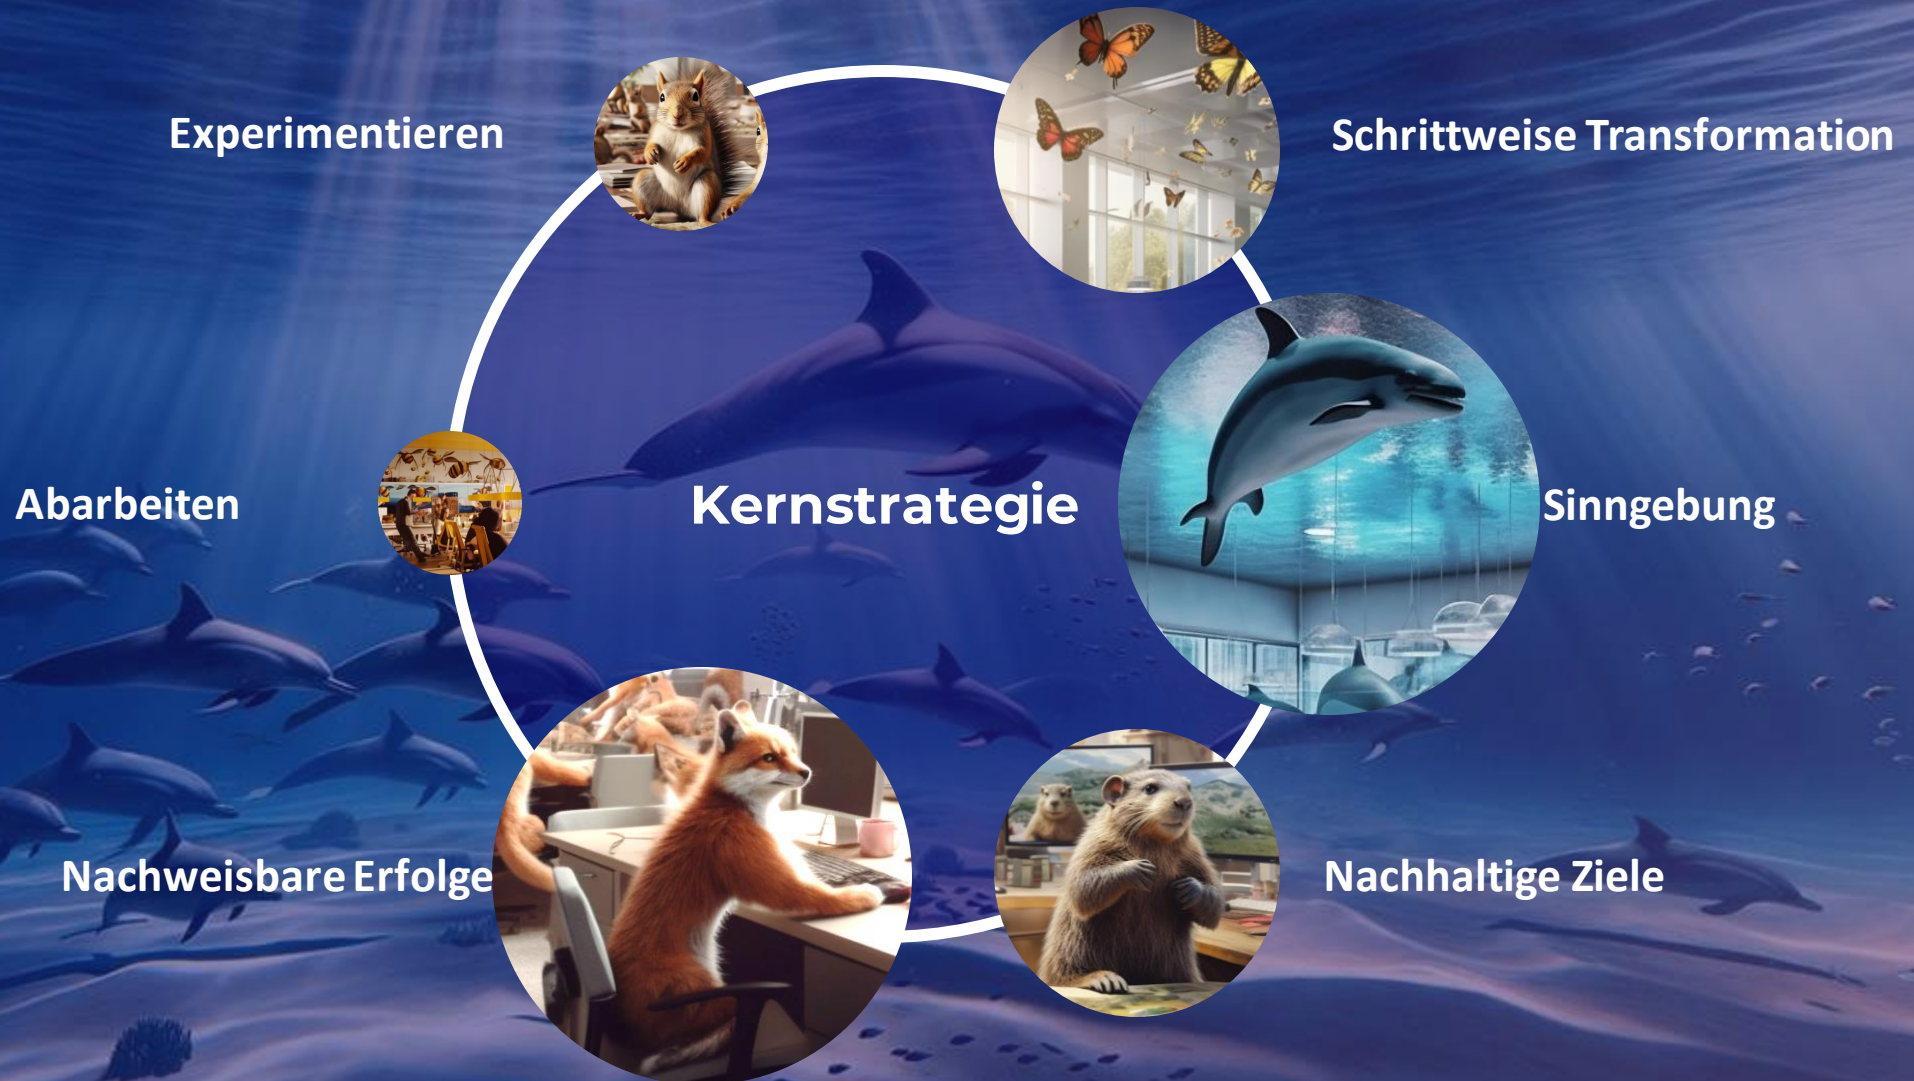 Experimentieren
Schrittweise Transformation
Abarbeiten
Kernstrategie
Sinngebung
Nachweisbare Erfolge
Nachhaltige Ziele